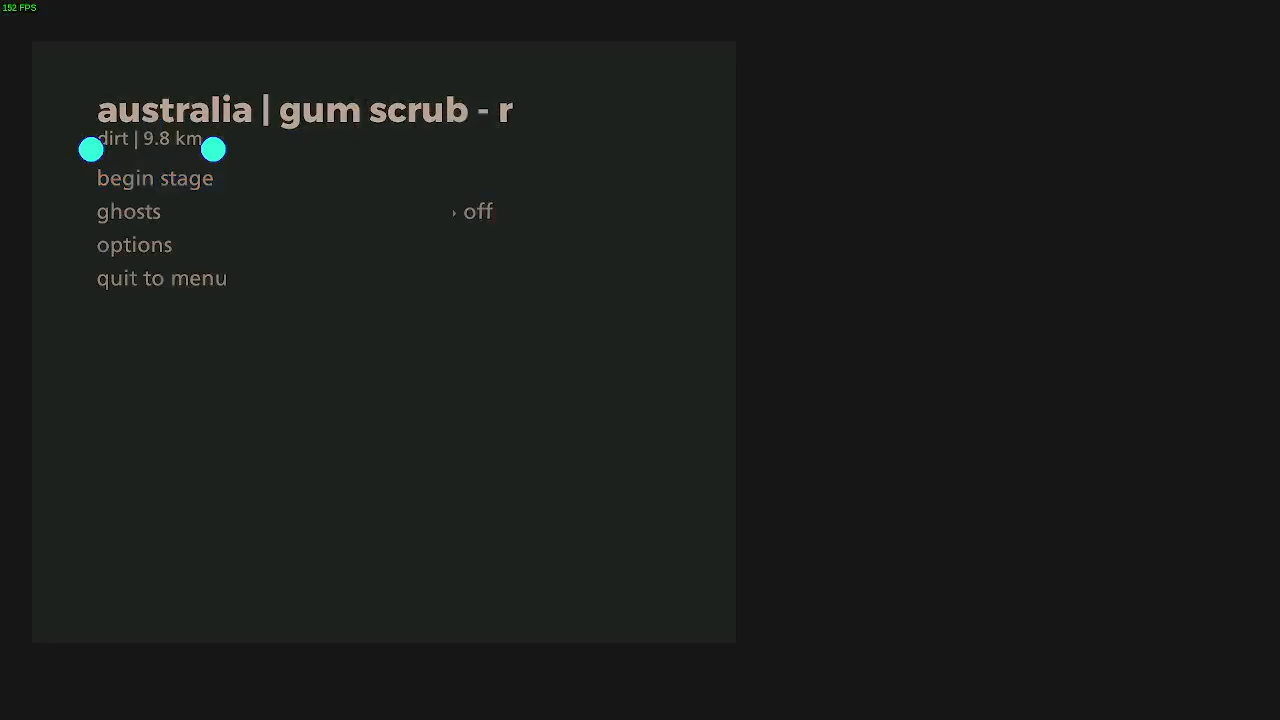 152 FPS
australia | gum scrub - r
dirt | 9.8 km
begin stage
ghosts › off
options
quit to menu